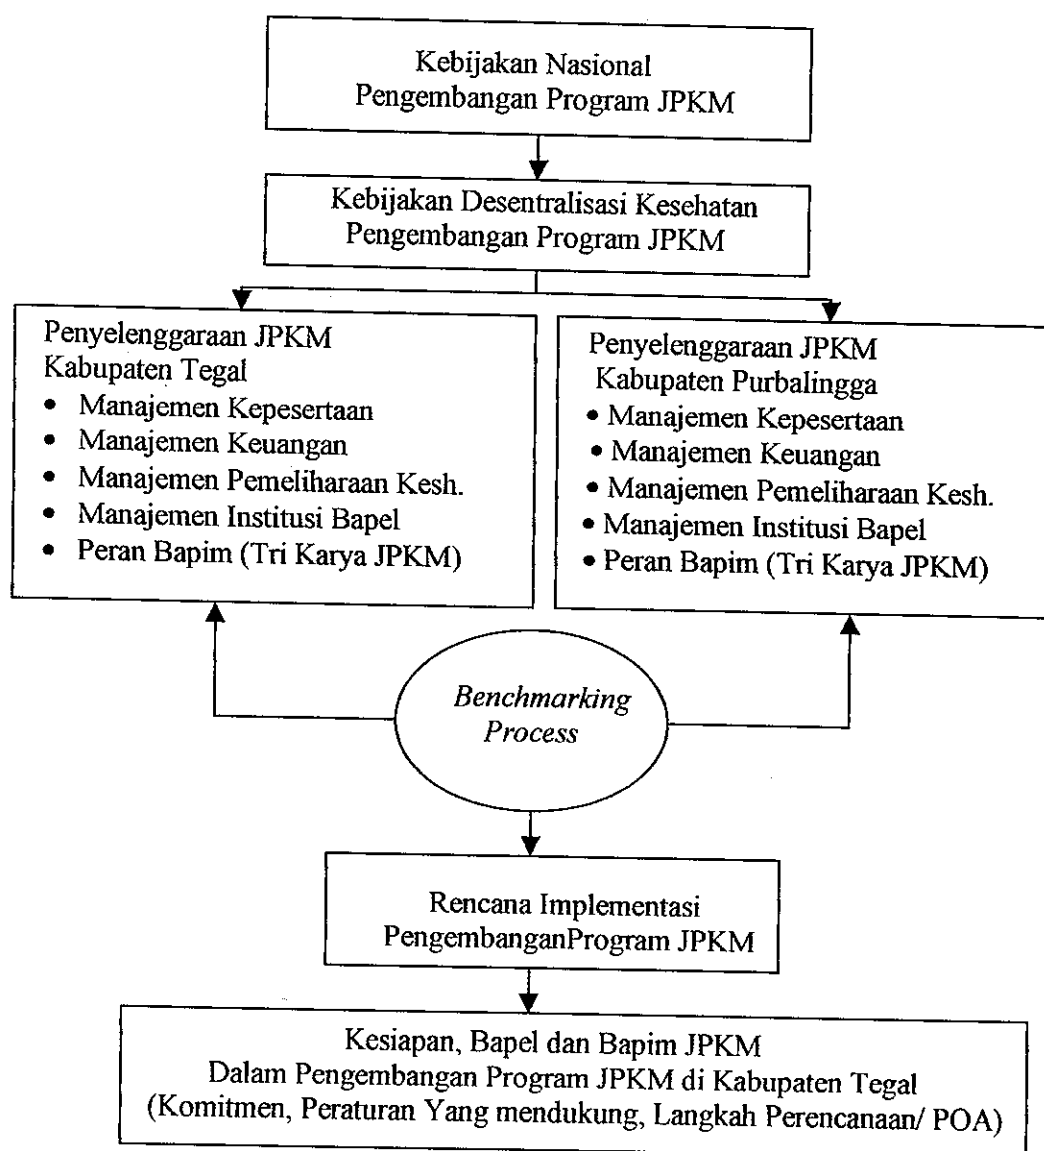 Kebijakan Nasional
Pengembangan Program JPKM
Kebijakan Desentralisasi Kesehatan
Pengembangan Program JPKM
Penyelenggaraan JPKM
Kabupaten Tegal
• Manajemen Kepesertaan
• Manajemen Keuangan
• Manajemen Pemeliharaan Kesh.
• Manajemen Institusi Bapel
• Peran Bapim (Tri Karya JPKM)
Penyelenggaraan JPKM
Kabupaten Purbalingga
• Manajemen Kepesertaan
• Manajemen Keuangan
• Manajemen Pemeliharaan Kesh.
• Manajemen Institusi Bapel
• Peran Bapim (Tri Karya JPKM)
Benchmarking
Process
Rencana Implementasi
PengembanganProgram JPKM
Kesiapan, Bapel dan Bapim JPKM
Dalam Pengembangan Program JPKM di Kabupaten Tegal
(Komitmen, Peraturan Yang mendukung, Langkah Perencanaan/ POA)